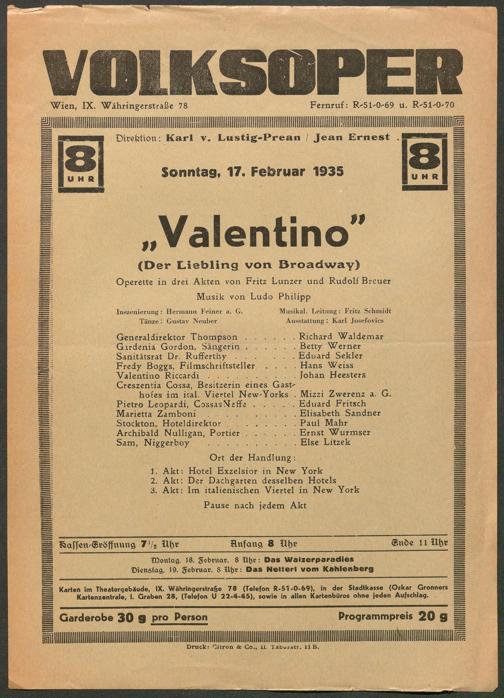 VOLKSOPER
Wien, IX. Währingerstraße 78 Fernruf: R-51-0-69 u. R-51-0-70
8 UHR
Direktion: Karl v. Lustig-Prean / Jean Ernest
8 UHR
Sonntag, 17. Februar 1935
„Valentino”
(Der Liebling von Broadway)
Operette in drei Akten von Fritz Lunzer und Rudolf Breuer
Musik von Ludo Philipp
Inszenierung: Hermann Feiner a. G. Musikal. Leitung: Fritz Schmidt
Tänze: Gustav Neuber Ausstattung: Karl Josefovics
Generaldirektor Thompson . . . . . . Richard Waldemar
Gardenia Gordon, Sängerin . . . . . . Betty Werner
Sanitätsrat Dr. Rufferthy . . . . . . Eduard Sekler
Fredy Boggs, Filmschriftsteller . . . . Hans Weiss
Valentino Riccardi . . . . . . . . Johan Heesters
Creszentia Cossa, Besitzerin eines Gast-
hofes im ital. Viertel New-Yorks . Mizzi Zwerenz a. G.
Pietro Leopardi, Cossas Neffe . . . . Eduard Fritsch
Marietta Zamboni . . . . . . . . Elisabeth Sandner
Stockton, Hoteldirektor . . . . . . Paul Mahr
Archibald Nulligan, Portier . . . . . Ernst Wurmser
Sam, Niggerboy . . . . . . . . . Else Litzek
Ort der Handlung:
1. Akt: Hotel Exzelsior in New York
2. Akt: Der Dachgarten desselben Hotels
3. Akt: Im italienischen Viertel in New York
Pause nach jedem Akt
Kassen-Eröffnung 7½ Uhr Anfang 8 Uhr Ende 11 Uhr
Montag, 18. Februar, 8 Uhr: Das Walzerparadies
Dienstag, 19. Februar, 8 Uhr: Das Netterl vom Kahlenberg
Karten im Theatergebäude, IX. Währingerstraße 78 (Telefon R-51-0-69), in der Stadtkasse (Oskar Gronners
Kartenzentrale, I. Graben 28, (Telefon U 22-4-45), sowie in allen Kartenbüros ohne jeden Aufschlag.
Garderobe 30 g pro Person Programmpreis 20 g
Druck: Citron & Co., II. Taborstr. 11 B.